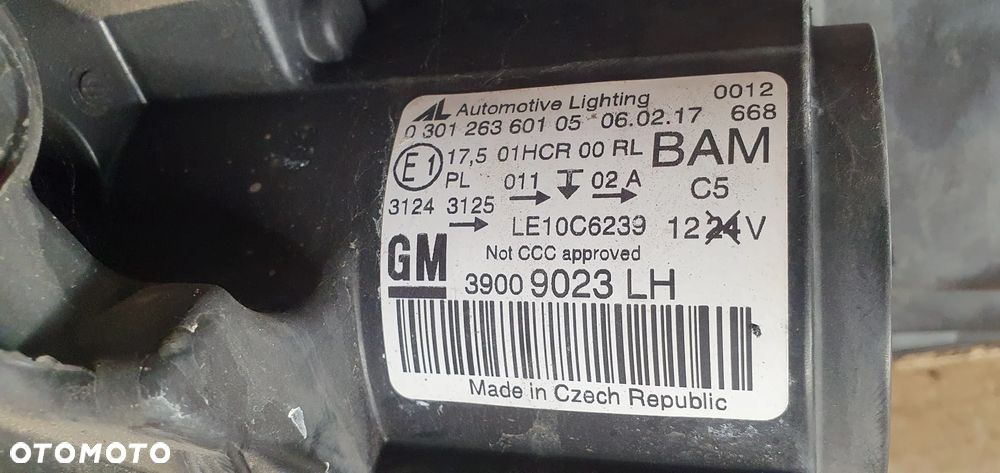 AL Automotive Lighting 0012
0 301 263 601 05 06.02.17 668
E1 17,5 01HCR 00 RL BAM
PL 011 02 A C5
3124 3125 LE10C6239 12 24 V
GM Not CCC approved
3900 9023 LH
Made in Czech Republic
OTOMOTO